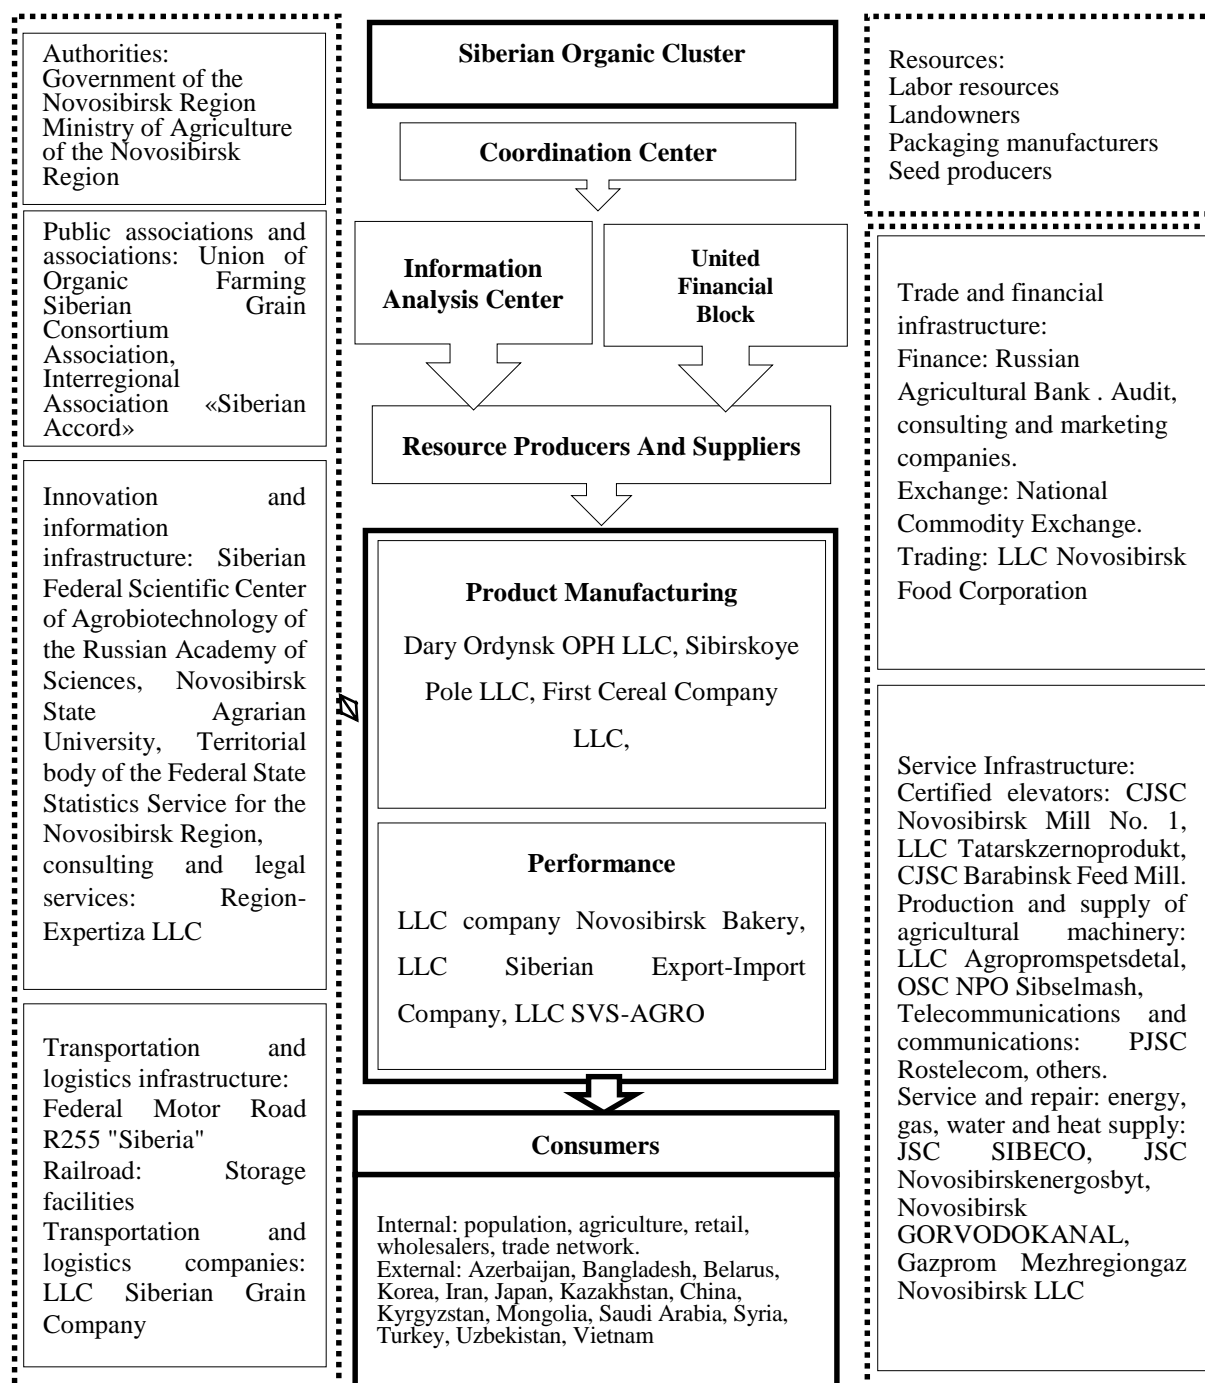 Authorities:
Government of the
Novosibirsk Region
Ministry of Agriculture
of the Novosibirsk
Region
Public associations and
associations: Union of
Organic Farming
Siberian Grain
Consortium
Association,
Interregional
Association «Siberian
Accord»
Innovation and
information
infrastructure: Siberian
Federal Scientific Center
of Agrobiotechnology of
the Russian Academy of
Sciences, Novosibirsk
State Agrarian
University, Territorial
body of the Federal State
Statistics Service for the
Novosibirsk Region,
consulting and legal
services: Region-
Expertiza LLC
Transportation and
logistics infrastructure:
Federal Motor Road
R255 "Siberia"
Railroad: Storage
facilities
Transportation and
logistics companies:
LLC Siberian Grain
Company
Siberian Organic Cluster
Coordination Center
Information
Analysis Center
United
Financial
Block
Resource Producers And Suppliers
Product Manufacturing
Dary Ordynsk OPH LLC, Sibirskoye
Pole LLC, First Cereal Company
LLC,
Performance
LLC company Novosibirsk Bakery,
LLC Siberian Export-Import
Company, LLC SVS-AGRO
Consumers
Internal: population, agriculture, retail,
wholesalers, trade network.
External: Azerbaijan, Bangladesh, Belarus,
Korea, Iran, Japan, Kazakhstan, China,
Kyrgyzstan, Mongolia, Saudi Arabia, Syria,
Turkey, Uzbekistan, Vietnam
Resources:
Labor resources
Landowners
Packaging manufacturers
Seed producers
Trade and financial
infrastructure:
Finance: Russian
Agricultural Bank . Audit,
consulting and marketing
companies.
Exchange: National
Commodity Exchange.
Trading: LLC Novosibirsk
Food Corporation
Service Infrastructure:
Certified elevators: CJSC
Novosibirsk Mill No. 1,
LLC Tatarskzernoprodukt,
CJSC Barabinsk Feed Mill.
Production and supply of
agricultural machinery:
LLC Agropromspetsdetal,
OSC NPO Sibselmash,
Telecommunications and
communications: PJSC
Rostelecom, others.
Service and repair: energy,
gas, water and heat supply:
JSC SIBECO, JSC
Novosibirskenergosbyt,
Novosibirsk
GORVODOKANAL,
Gazprom Mezhregiongaz
Novosibirsk LLC